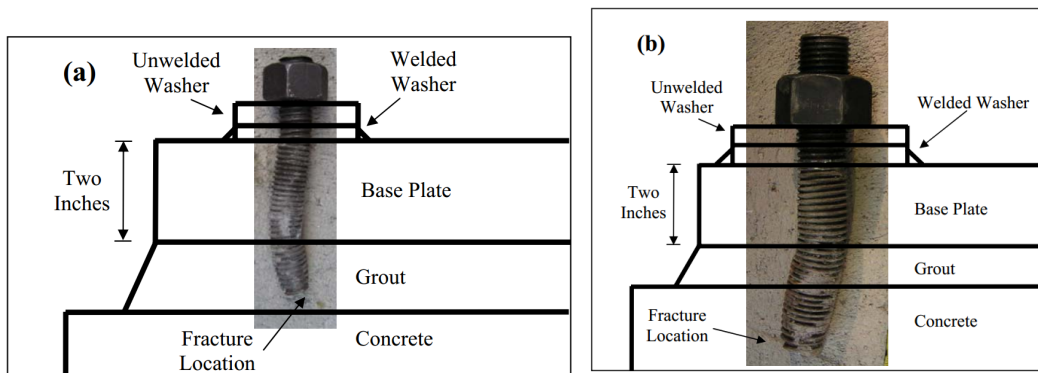 (a)
Unwelded
Washer
Welded
Washer
Two
Inches
Base Plate
Grout
Fracture
Location
Concrete
(b)
Unwelded
Washer
Welded Washer
Two
Inches
Base Plate
Grout
Fracture
Location
Concrete